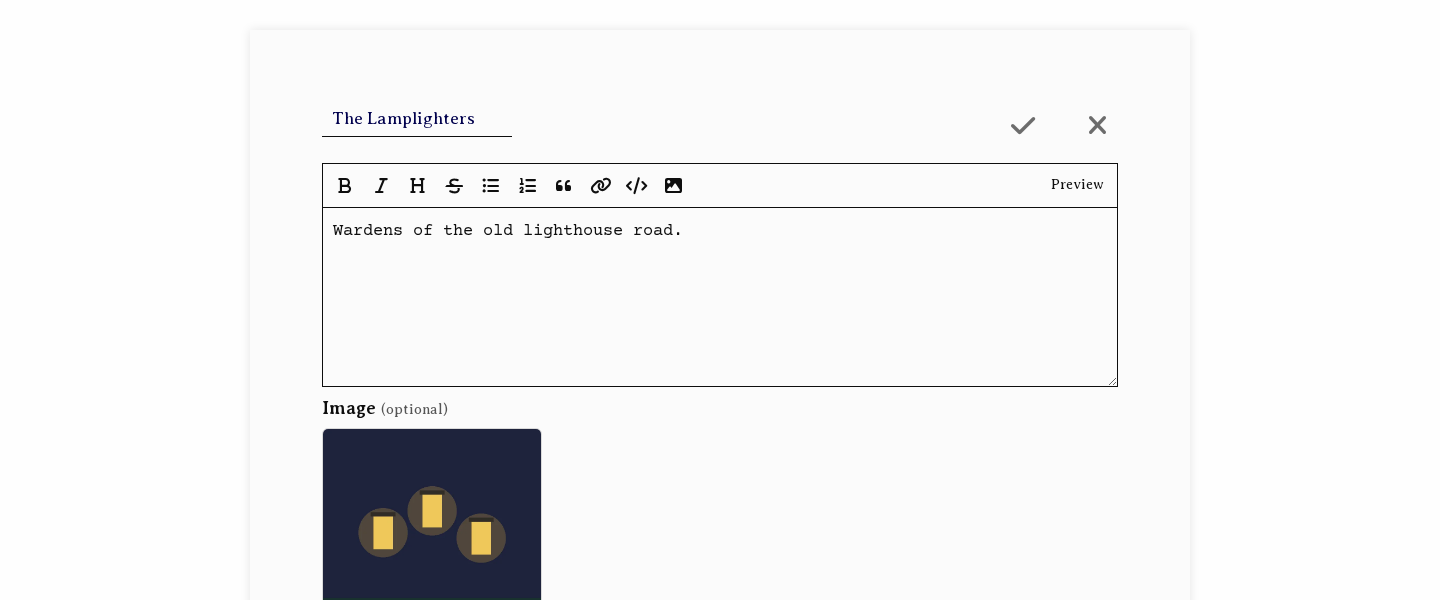 The Lamplighters
Preview
Wardens of the old lighthouse road.
Image (optional)